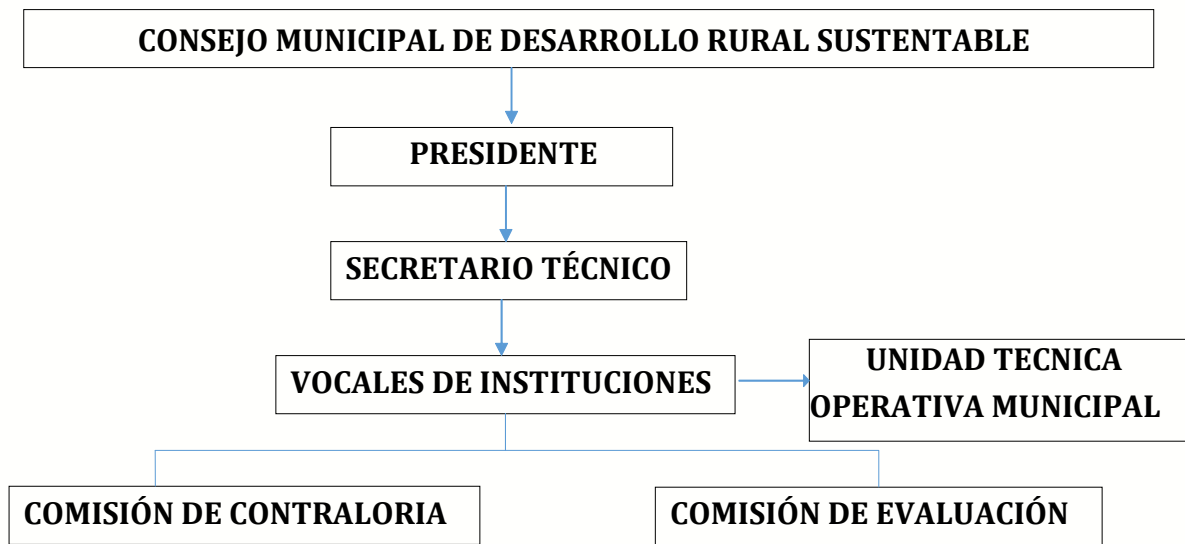 CONSEJO MUNICIPAL DE DESARROLLO RURAL SUSTENTABLE
PRESIDENTE
SECRETARIO TÉCNICO
VOCALES DE INSTITUCIONES
UNIDAD TECNICA
OPERATIVA MUNICIPAL
COMISIÓN DE CONTRALORIA
COMISIÓN DE EVALUACIÓN